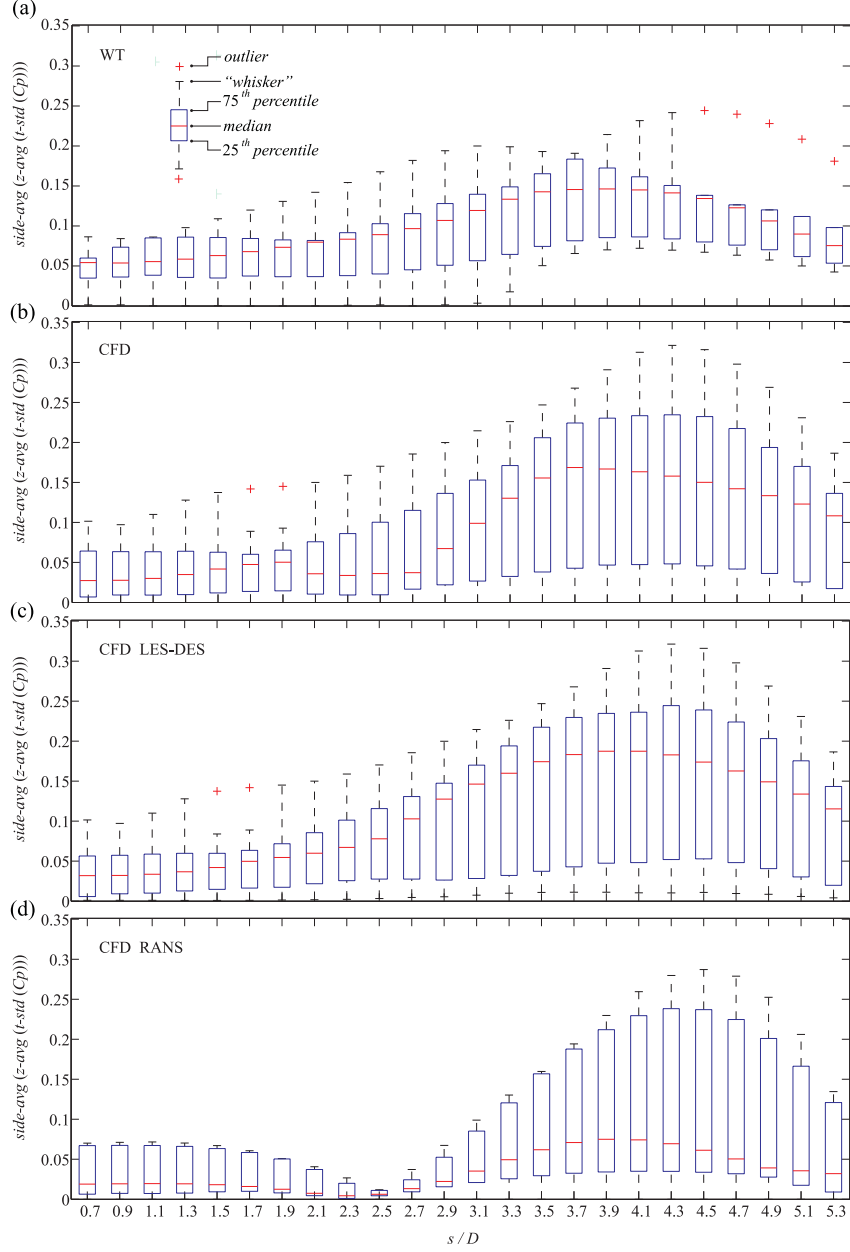 (a)
0.35
0.3
0.25
0.2
0.15
0.1
0.05
0
side-avg (z-avg (t-std (Cp)))
WT
outlier
"whisker"
75th percentile
median
25th percentile
(b)
0.35
0.3
0.25
0.2
0.15
0.1
0.05
0
side-avg (z-avg (t-std (Cp)))
CFD
(c)
0.35
0.3
0.25
0.2
0.15
0.1
0.05
0
side-avg (z-avg (t-std (Cp)))
CFD LES-DES
(d)
0.35
0.3
0.25
0.2
0.15
0.1
0.05
0
side-avg (z-avg (t-std (Cp)))
CFD RANS
0.7 0.9 1.1 1.3 1.5 1.7 1.9 2.1 2.3 2.5 2.7 2.9 3.1 3.3 3.5 3.7 3.9 4.1 4.3 4.5 4.7 4.9 5.1 5.3
s / D